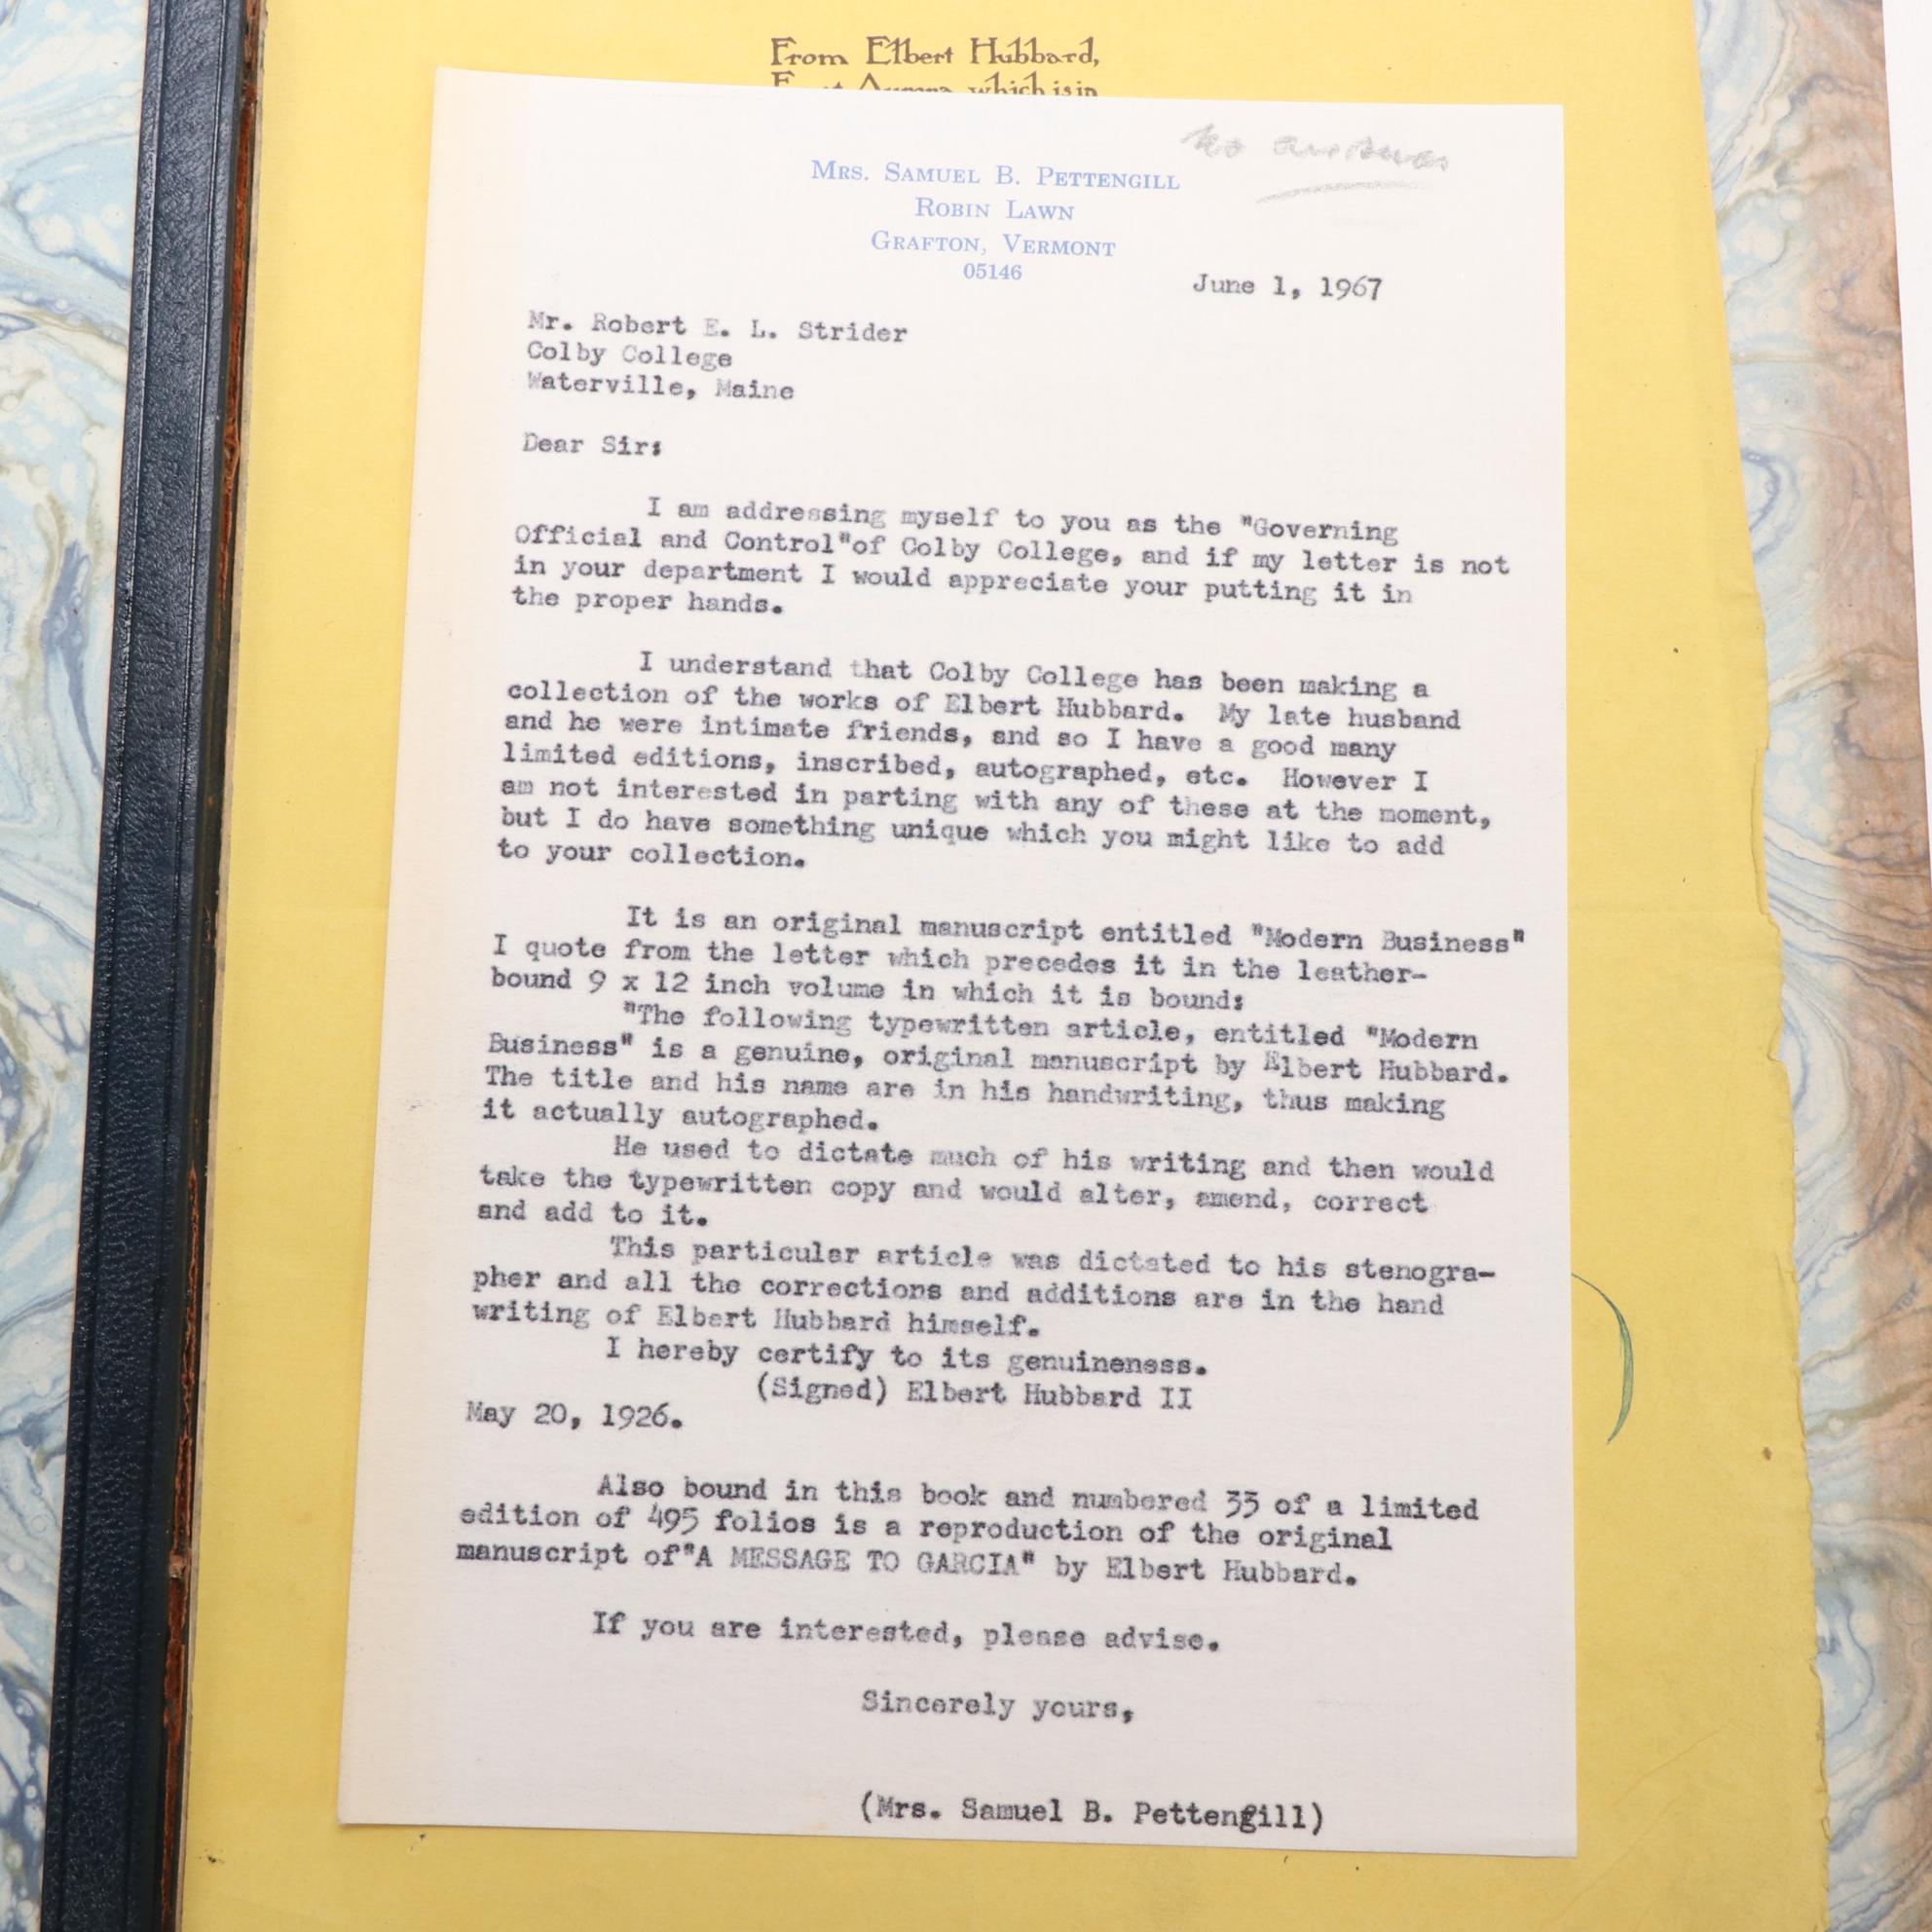 From Elbert Hubbard,
East Aurora, which is in
No answer
MRS. SAMUEL B. PETTENGILL
ROBIN LAWN
GRAFTON, VERMONT
05146
June 1, 1967
Mr. Robert E. L. Strider
Colby College
Waterville, Maine
Dear Sir:
I am addressing myself to you as the "Governing
Official and Control"of Colby College, and if my letter is not
in your department I would appreciate your putting it in
the proper hands.
I understand that Colby College has been making a
collection of the works of Elbert Hubbard. My late husband
and he were intimate friends, and so I have a good many
limited editions, inscribed, autographed, etc. However I
am not interested in parting with any of these at the moment,
but I do have something unique which you might like to add
to your collection.
It is an original manuscript entitled "Modern Business"
I quote from the letter which precedes it in the leather-
bound 9 x 12 inch volume in which it is bound:
"The following typewritten article, entitled "Modern
Business" is a genuine, original manuscript by Elbert Hubbard.
The title and his name are in his handwriting, thus making
it actually autographed.
He used to dictate much of his writing and then would
take the typewritten copy and would alter, amend, correct
and add to it.
This particular article was dictated to his stenogra-
pher and all the corrections and additions are in the hand
writing of Elbert Hubbard himself.
I hereby certify to its genuineness.
(Signed) Elbert Hubbard II
May 20, 1926.
Also bound in this book and numbered 33 of a limited
edition of 495 folios is a reproduction of the original
manuscript of"A MESSAGE TO GARCIA" by Elbert Hubbard.
If you are interested, please advise.
Sincerely yours,
(Mrs. Samuel B. Pettengill)